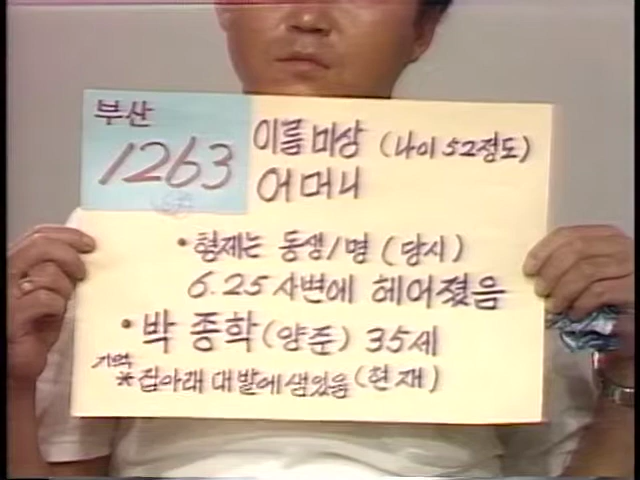 부산
1263
이름미상 (나이 52정도)
어머니
• 형제는 동생1명 (당시)
6.25 사변에 헤어졌음
• 박종학(양준) 35세
기억
* 집아래 대밭에샘있음 (현재)